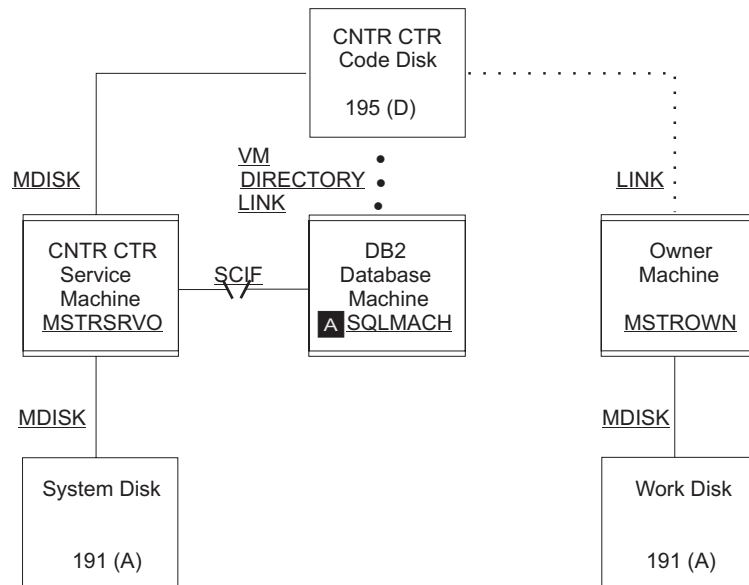 CNTR CTR
Code Disk
195 (D)
VM
DIRECTORY
LINK
MDISK
LINK
CNTR CTR
Service
Machine
MSTRSRVO
SCIF
DB2
Database
Machine
A SQLMACH
Owner
Machine
MSTROWN
MDISK
MDISK
System Disk
191 (A)
Work Disk
191 (A)